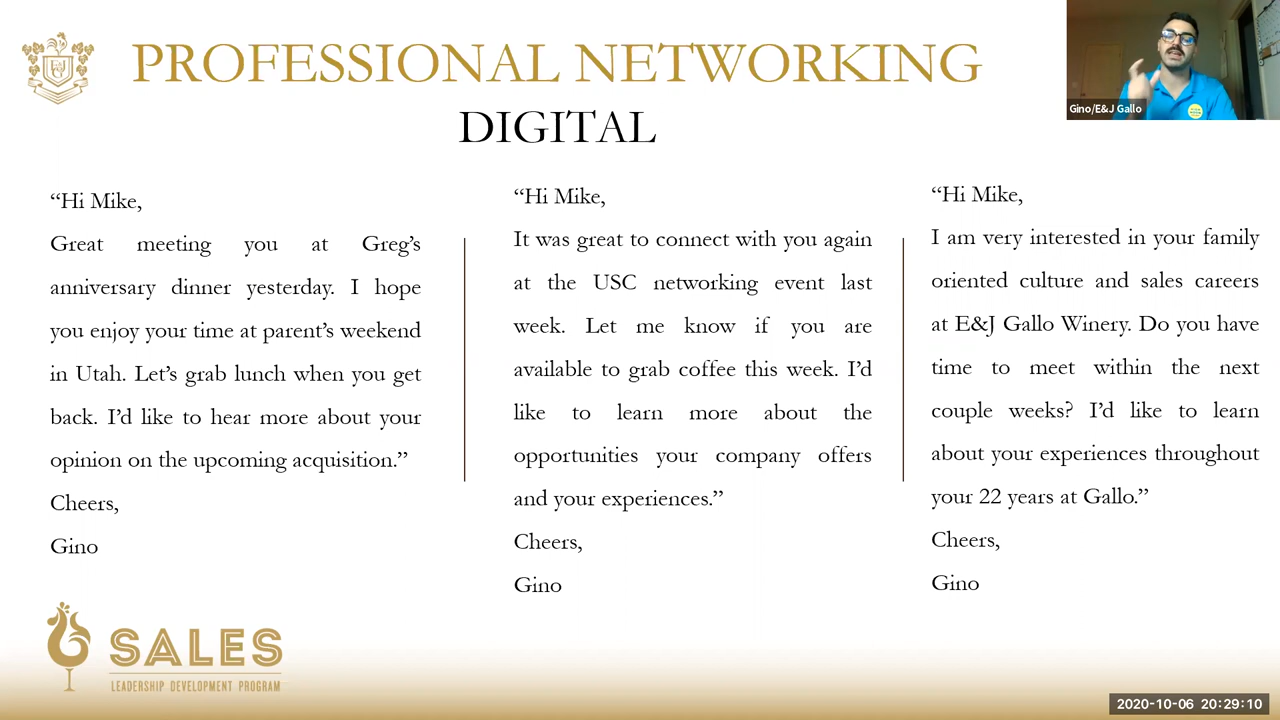 PROFESSIONAL NETWORKING
DIGITAL
Gino/E&J Gallo
“Hi Mike,
Great meeting you at Greg’s
anniversary dinner yesterday. I hope
you enjoy your time at parent’s weekend
in Utah. Let’s grab lunch when you get
back. I’d like to hear more about your
opinion on the upcoming acquisition.”
Cheers,
Gino
“Hi Mike,
It was great to connect with you again
at the USC networking event last
week. Let me know if you are
available to grab coffee this week. I’d
like to learn more about the
opportunities your company offers
and your experiences.”
Cheers,
Gino
“Hi Mike,
I am very interested in your family
oriented culture and sales careers
at E&J Gallo Winery. Do you have
time to meet within the next
couple weeks? I’d like to learn
about your experiences throughout
your 22 years at Gallo.”
Cheers,
Gino
SALES
LEADERSHIP DEVELOPMENT PROGRAM
2020-10-06 20:29:10